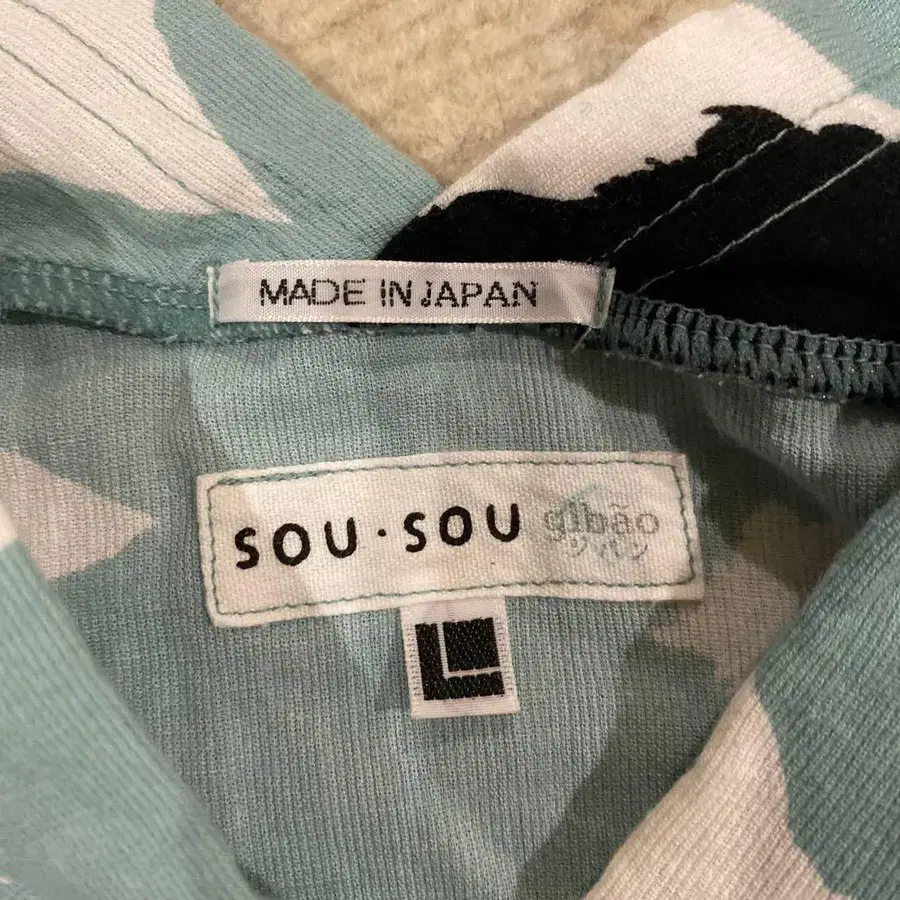 MADE IN JAPAN
SOU・SOU gibão
ジバン
L